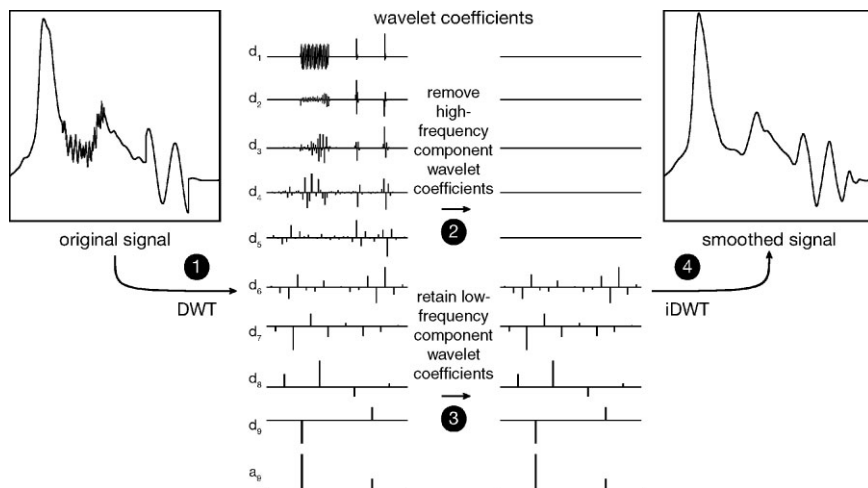 wavelet coefficients
d1
d2
d3
d4
d5
d6
d7
d8
d9
a9
remove
high-
frequency
component
wavelet
coefficients
2
retain low-
frequency
component
wavelet
coefficients
3
original signal
1
DWT
smoothed signal
4
iDWT